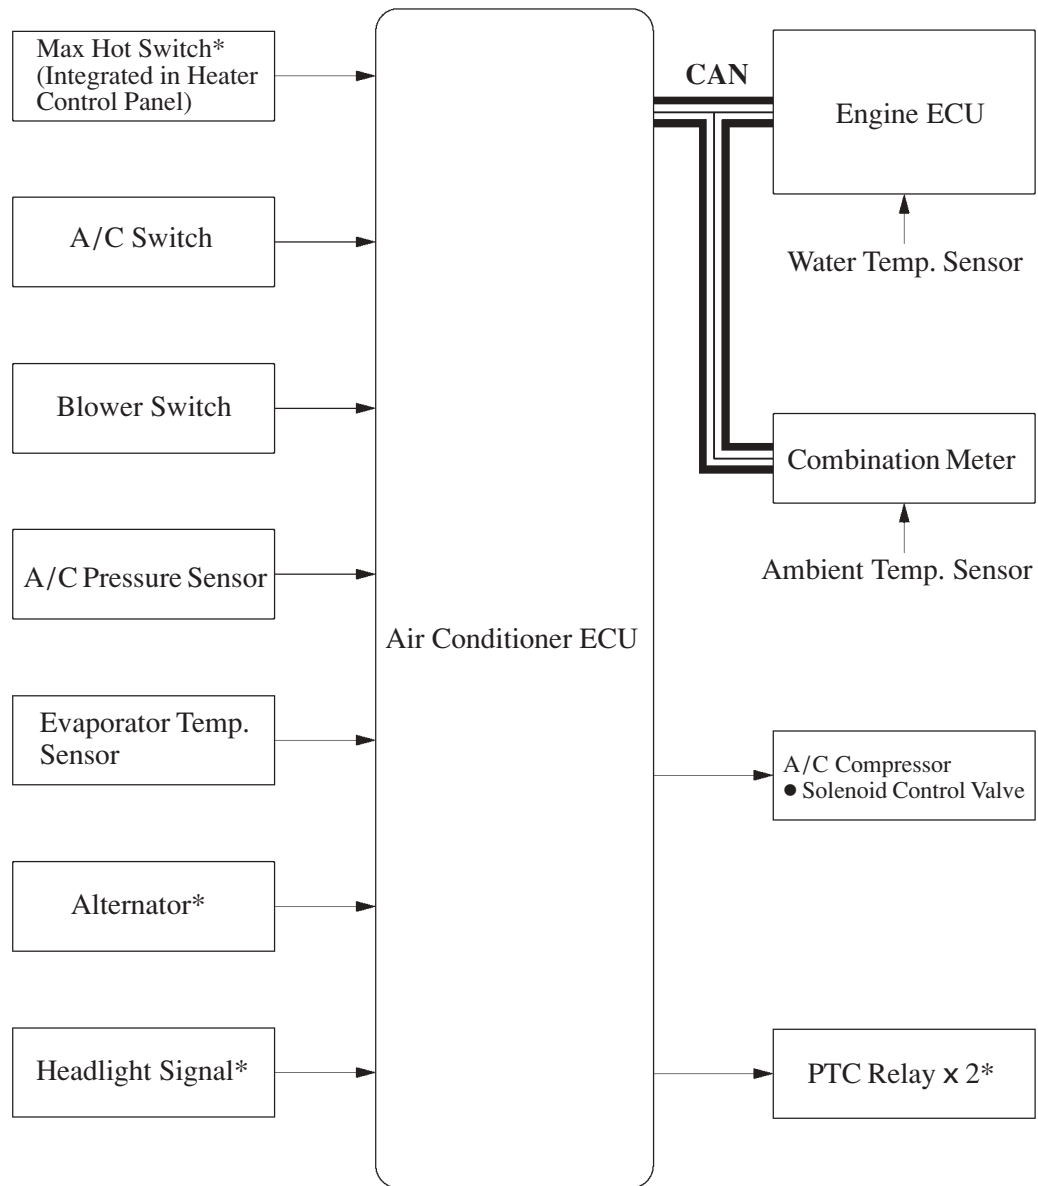 Max Hot Switch*
(Integrated in Heater
Control Panel)
A/C Switch
Blower Switch
A/C Pressure Sensor
Evaporator Temp.
Sensor
Alternator*
Headlight Signal*
Air Conditioner ECU
CAN
Engine ECU
Water Temp. Sensor
Combination Meter
Ambient Temp. Sensor
A/C Compressor
● Solenoid Control Valve
PTC Relay x 2*